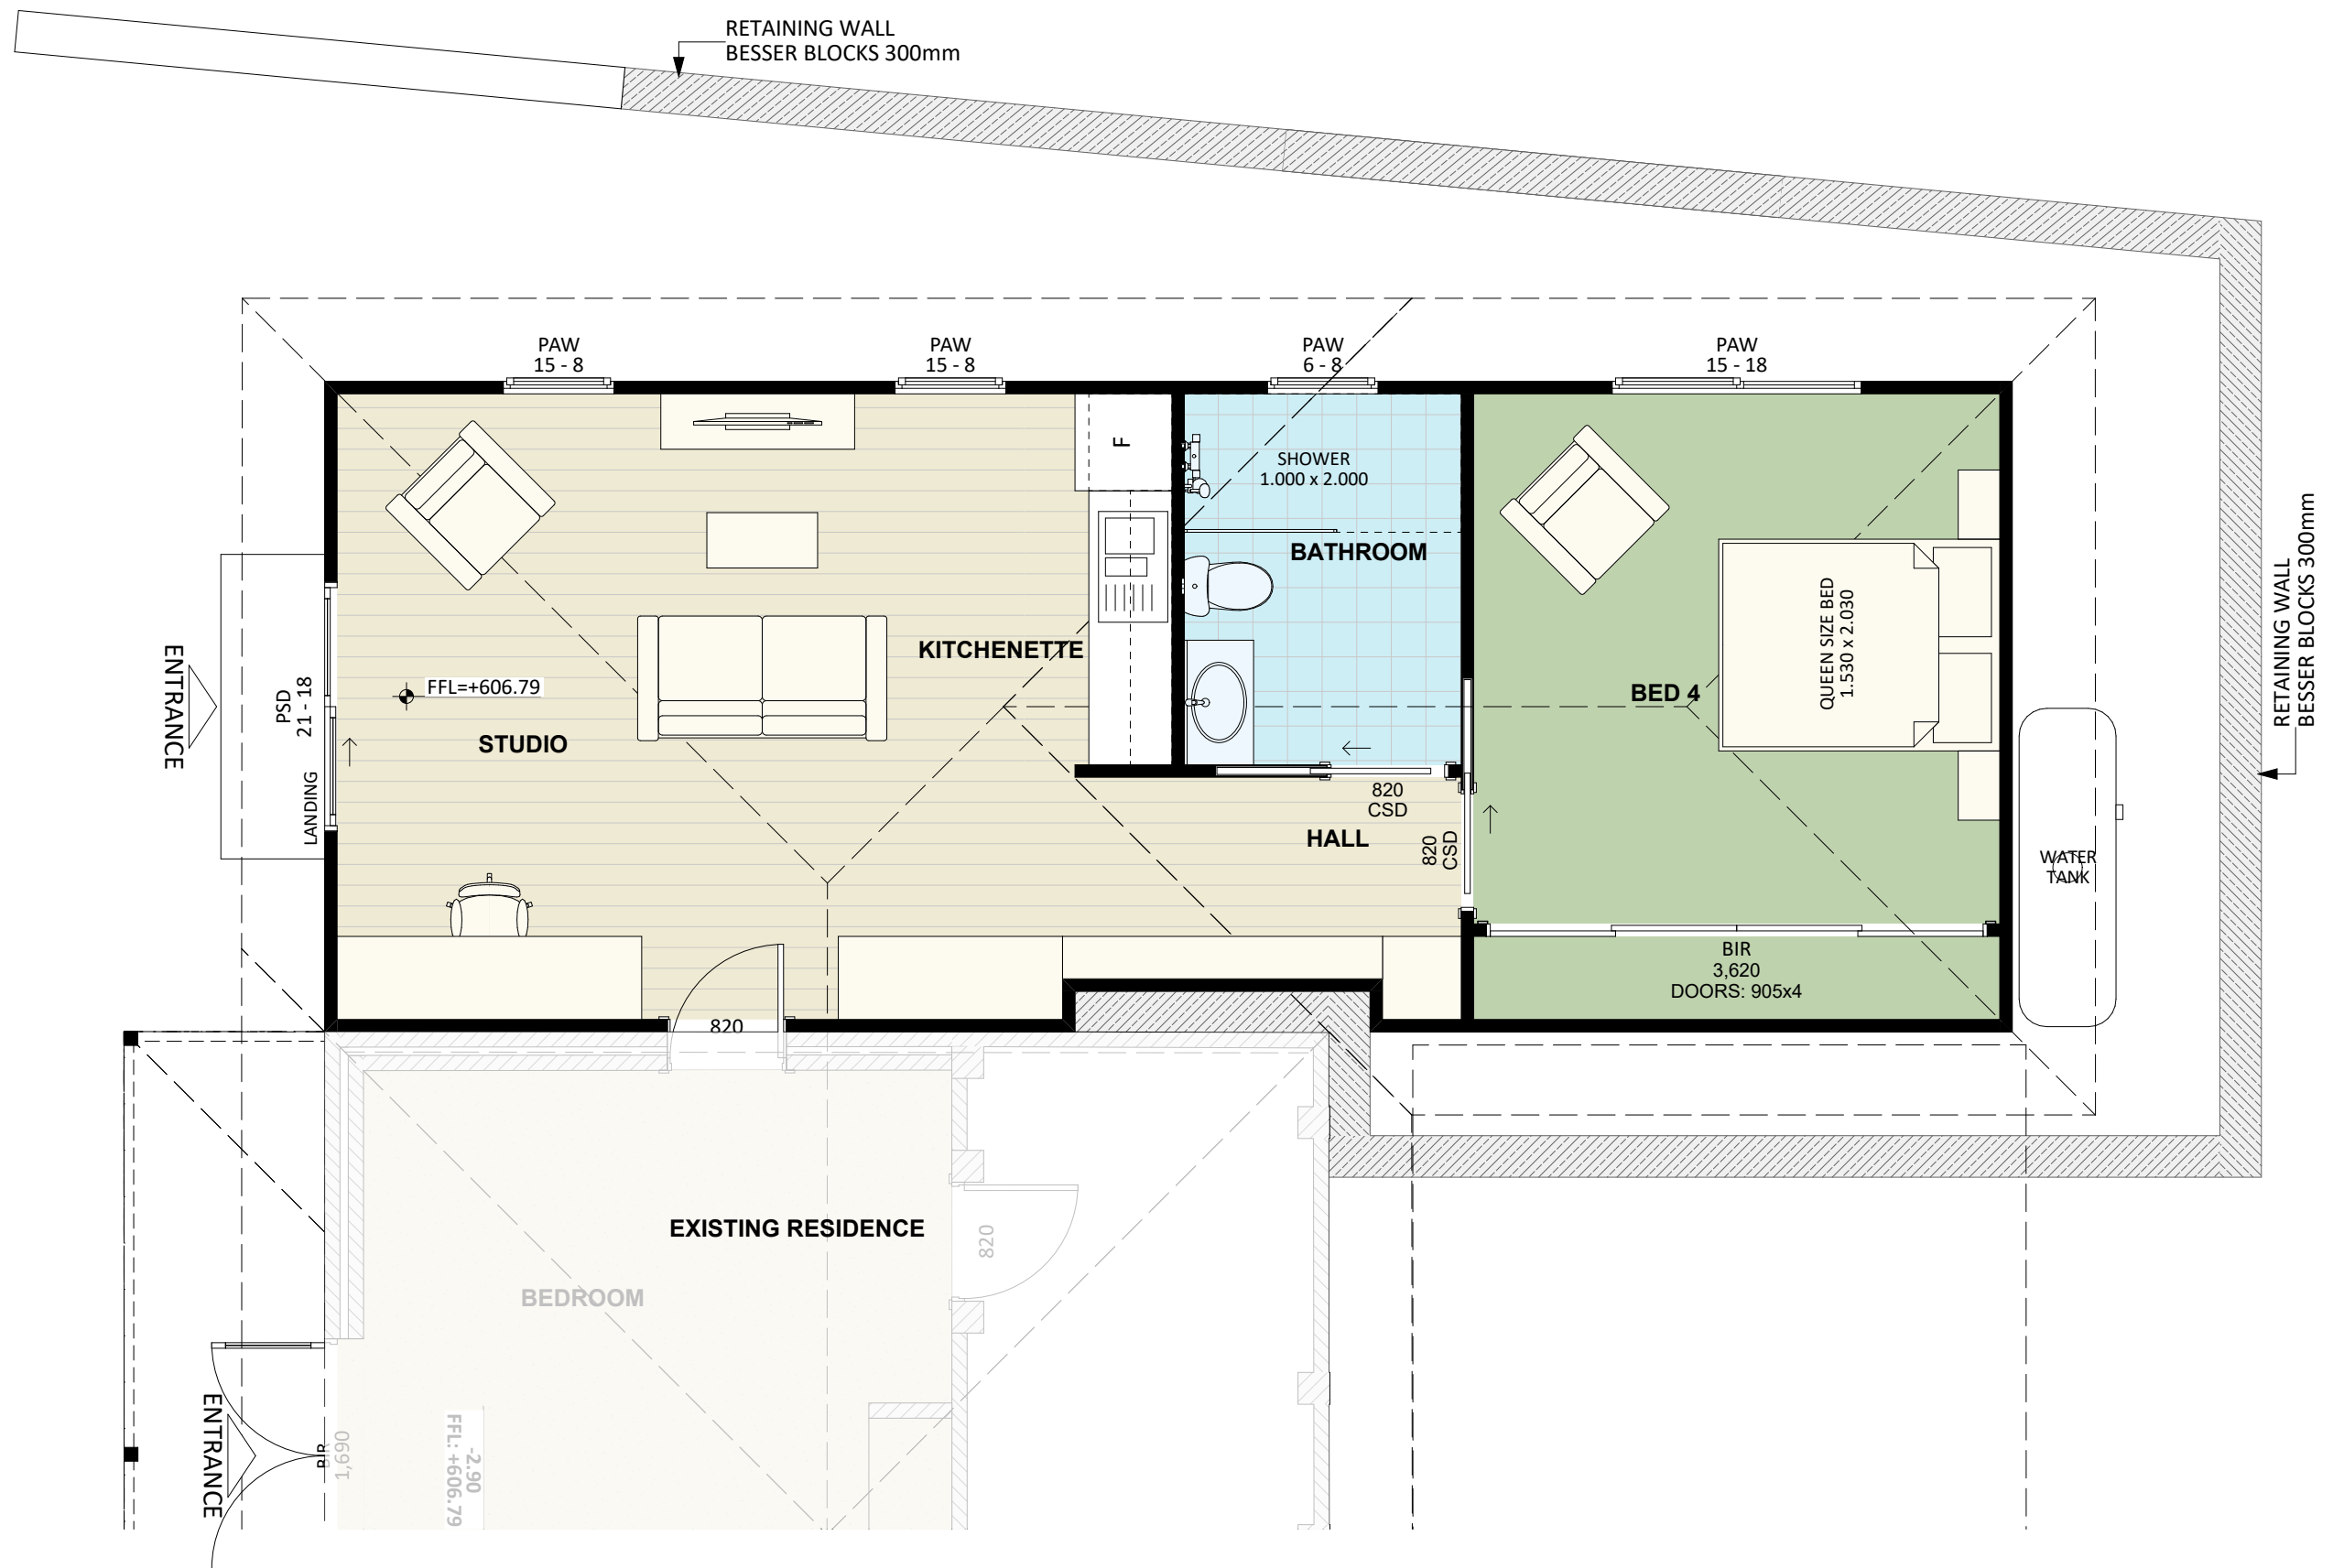 RETAINING WALL
BESSER BLOCKS 300mm
PAW
15 - 8
PAW
15 - 8
PAW
6 - 8
PAW
15 - 18
F
SHOWER
1.000 x 2.000
BATHROOM
QUEEN SIZE BED
1.530 x 2.030
RETAINING WALL
BESSER BLOCKS 300mm
KITCHENETTE
ENTRANCE
PSD
21 - 18
FFL=+606.79
BED 4
STUDIO
LANDING
820
CSD
HALL
820
CSD
WATER
TANK
BIR
3,620
DOORS: 905x4
820
EXISTING RESIDENCE
820
BEDROOM
ENTRANCE
BIR
1,690
-2.90
FFL: +606.79